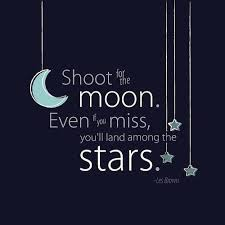 Shoot for the
moon.
Even if you miss,
you'll land among the
stars.
-Les Brown